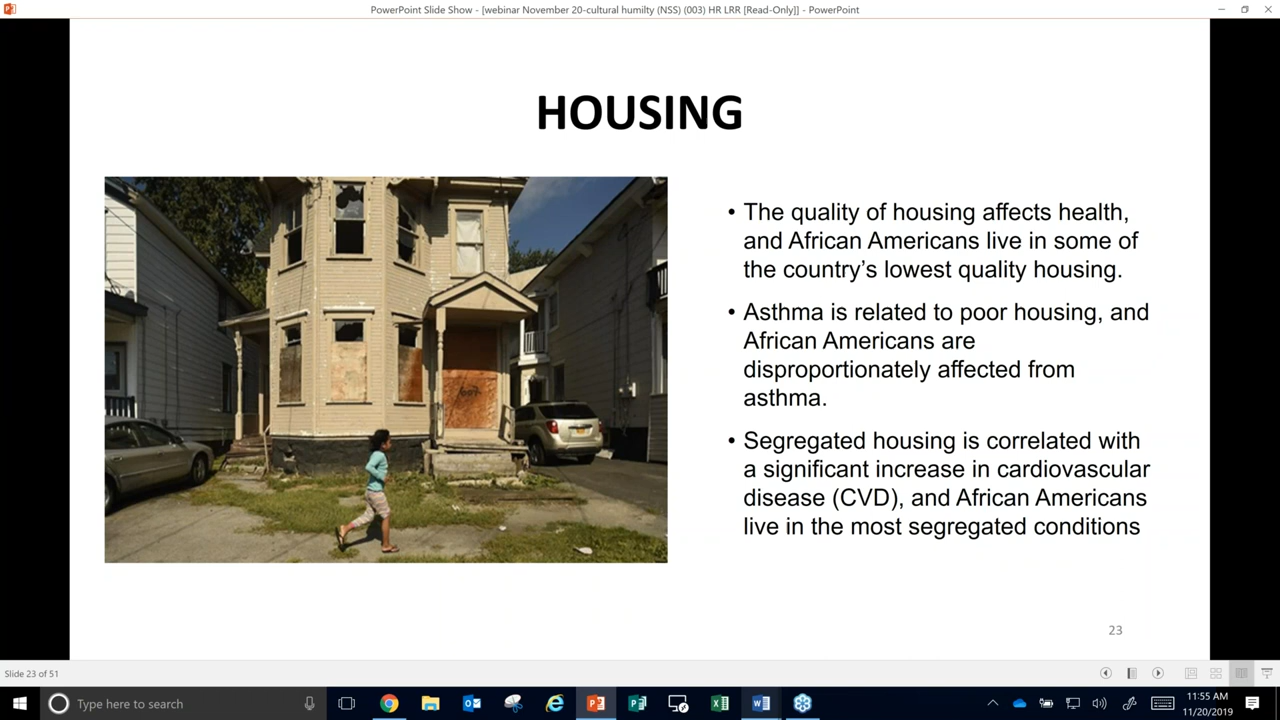 PowerPoint Slide Show - [webinar November 20-cultural humilty (NSS) (003) HR LRR [Read-Only]] - PowerPoint
HOUSING
• The quality of housing affects health,
and African Americans live in some of
the country’s lowest quality housing.
• Asthma is related to poor housing, and
African Americans are
disproportionately affected from
asthma.
• Segregated housing is correlated with
a significant increase in cardiovascular
disease (CVD), and African Americans
live in the most segregated conditions
23
Slide 23 of 51
Type here to search
11:55 AM
11/20/2019